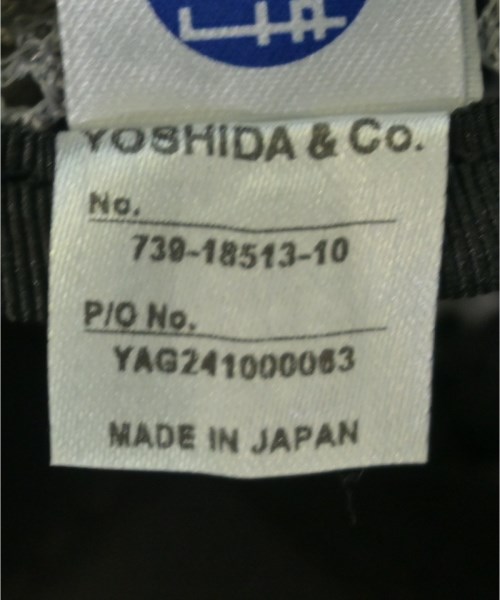 YOSHIDA & Co.
No.
739-18513-10
P/O No.
YAG241000063
MADE IN JAPAN